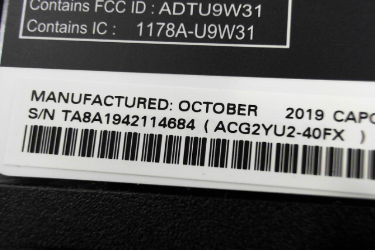 Contains FCC ID : ADTU9W31
Contains IC : 1178A-U9W31
MANUFACTURED: OCTOBER 2019
S/N TA8A1942114684 ( ACG2YU2-40FX )